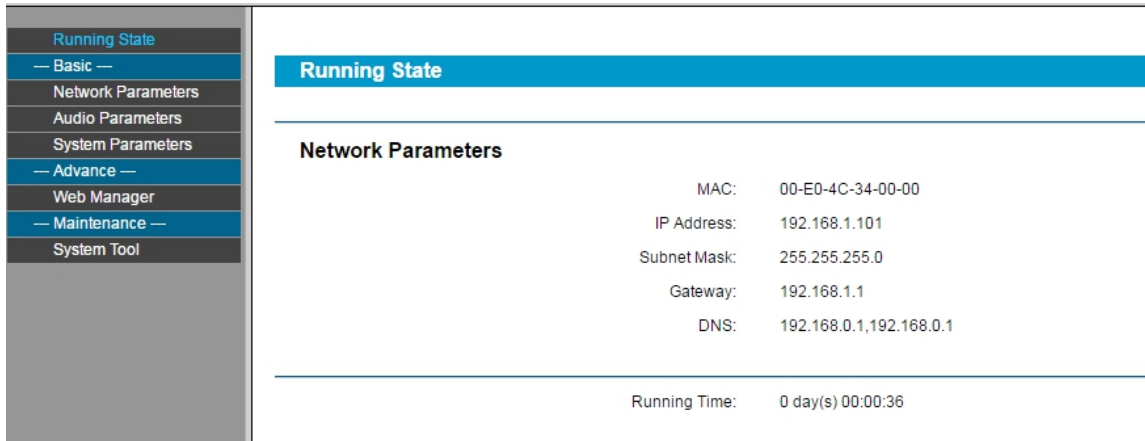 Running State
--- Basic ---
Network Parameters
Audio Parameters
System Parameters
--- Advance ---
Web Manager
--- Maintenance ---
System Tool
Running State
Network Parameters
MAC: 00-E0-4C-34-00-00
IP Address: 192.168.1.101
Subnet Mask: 255.255.255.0
Gateway: 192.168.1.1
DNS: 192.168.0.1,192.168.0.1
Running Time: 0 day(s) 00:00:36